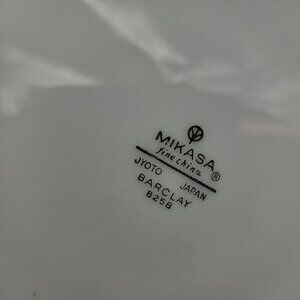 MIKASA®
fine china
JYOTO JAPAN
BARCLAY
8258